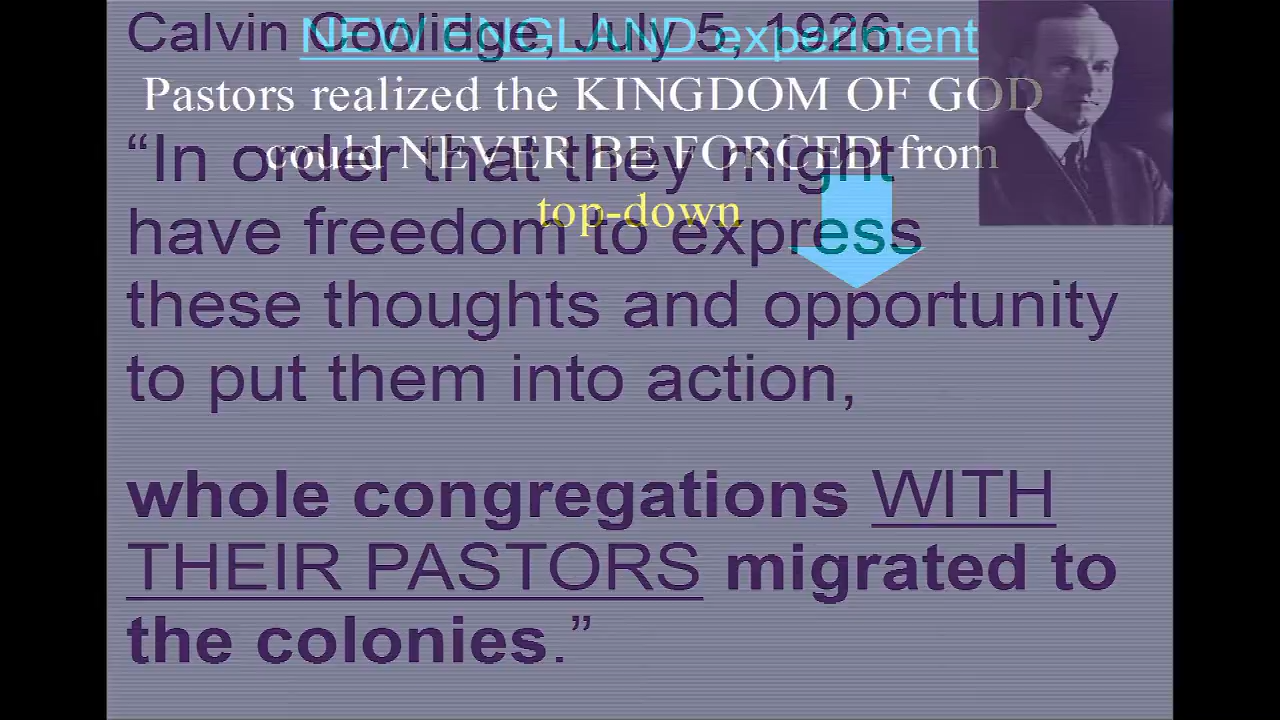 Calvin Coolidge, July 5, 1926:
NEW ENGLAND experiment
Pastors realized the KINGDOM OF GOD
could NEVER BE FORCED from
top-down
“In order that they might
have freedom to express
these thoughts and opportunity
to put them into action,
whole congregations WITH
THEIR PASTORS migrated to
the colonies.”